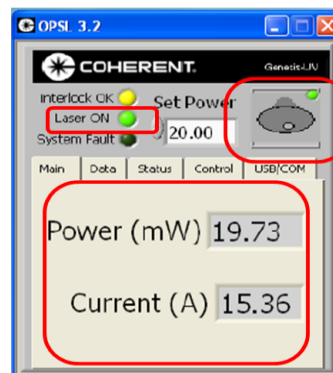 OPSL 3.2
COHERENT.
Genesis-LIV
Interlock OK
Set Power
Laser ON
20.00
System Fault
Main Data Status Control USB/COM
Power (mW) 19.73
Current (A) 15.36